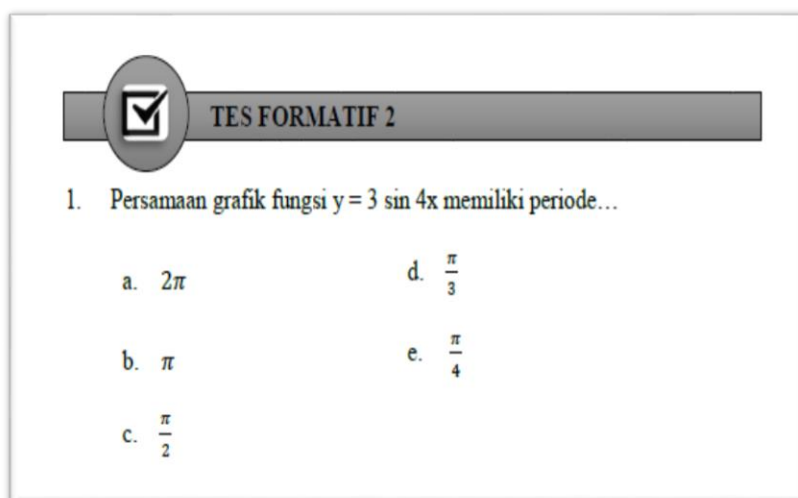 TES FORMATIF 2
1. Persamaan grafik fungsi y = 3 sin 4x memiliki periode…
a. 2π
b. π
c. π/2
d. π/3
e. π/4